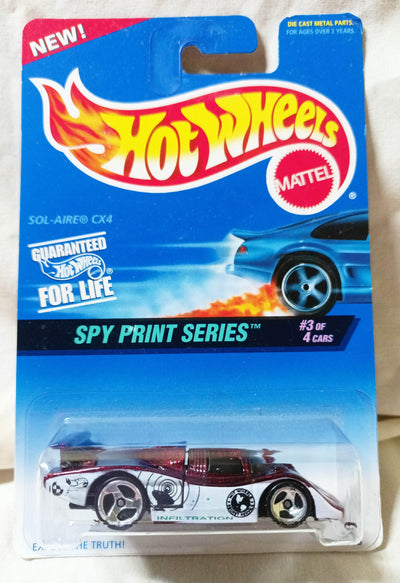 NEW!
DIE CAST METAL PARTS.
FOR AGES OVER 3 YEARS.
HOT WHEELS
MATTEL
®
SOL-AIRE® CX4
GUARANTEED
Hot Wheels
FOR LIFE
SPY PRINT SERIES™
#3 OF
4 CARS
INFILTRATION
THE TRUTH!